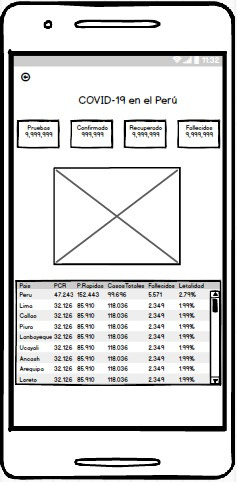 11:32
COVID-19 en el Perú
Pruebas Confirmado Recuperado Fallecidos
9,999,999 999,999 9,999,999 9,999,999
Pais PCR P.Rapidas CasosTotales Fallecidos Letalidad
Peru 47.243 152.443 99.696 5.571 2.79%
Lima 32.126 85.910 118.036 2.349 1.99%
Callao 32.126 85.910 118.036 2.349 1.99%
Piura 32.126 85.910 118.036 2.349 1.99%
Lambayeque 32.126 85.910 118.036 2.349 1.99%
Ucayali 32.126 85.910 118.036 2.349 1.99%
Ancash 32.126 85.910 118.036 2.349 1.99%
Arequipa 32.126 85.910 118.036 2.349 1.99%
Loreto 32.126 85.910 118.036 2.349 1.99%